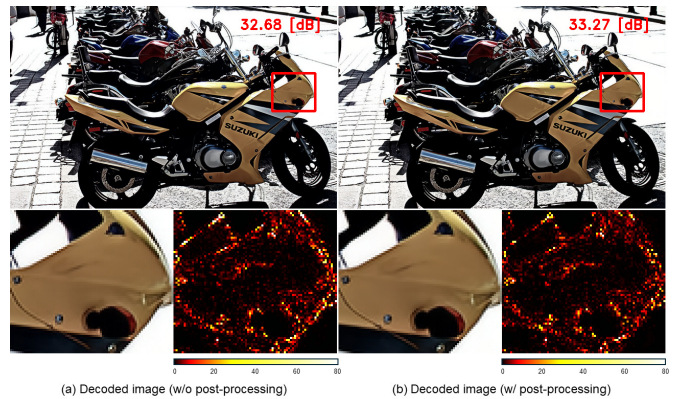 32.68 [dB]
33.27 [dB]
SUZUKI
SUZUKI
0 20 40 60 80
0 20 40 60 80
(a) Decoded image (w/o post-processing)
(b) Decoded image (w/ post-processing)